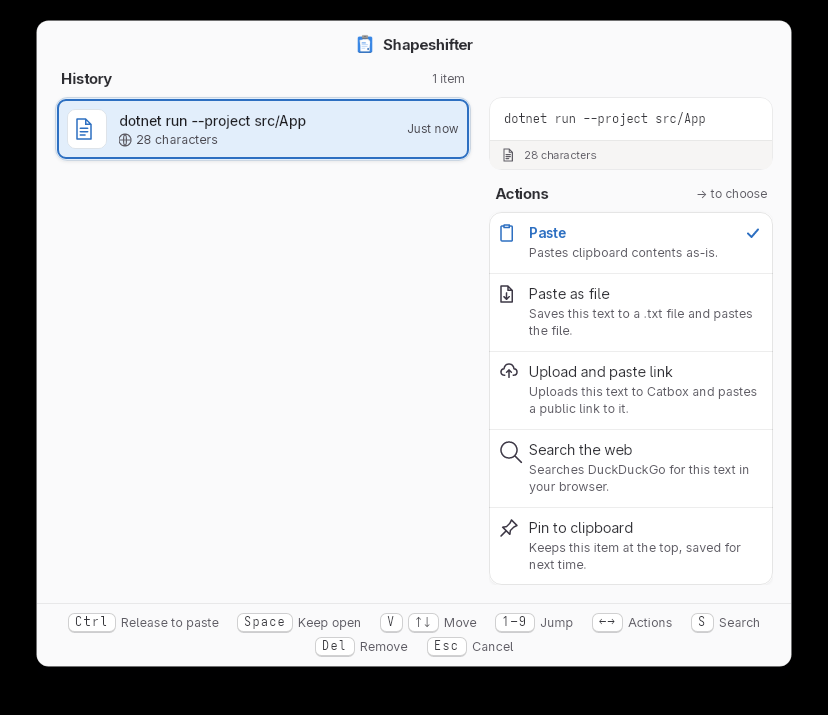 Shapeshifter
History
1 item
dotnet run --project src/App
28 characters
Just now
dotnet run --project src/App
28 characters
Actions
→ to choose
Paste
Pastes clipboard contents as-is.
Paste as file
Saves this text to a .txt file and pastes
the file.
Upload and paste link
Uploads this text to Catbox and pastes
a public link to it.
Search the web
Searches DuckDuckGo for this text in
your browser.
Pin to clipboard
Keeps this item at the top, saved for
next time.
Ctrl Release to paste Space Keep open V ↑↓ Move 1–9 Jump ←→ Actions S Search
Del Remove Esc Cancel